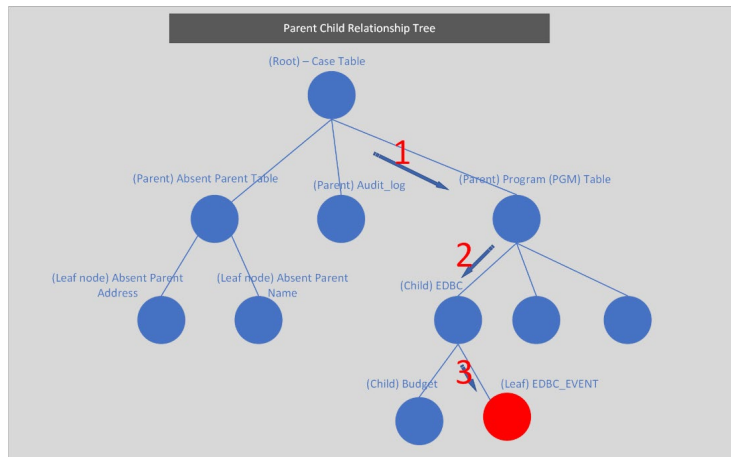 Parent Child Relationship Tree
(Root) – Case Table
1
(Parent) Absent Parent Table
(Parent) Audit_log
(Parent) Program (PGM) Table
2
(Leaf node) Absent Parent
Address
(Leaf node) Absent Parent
Name
(Child) EDBC
3
(Child) Budget
(Leaf) EDBC_EVENT